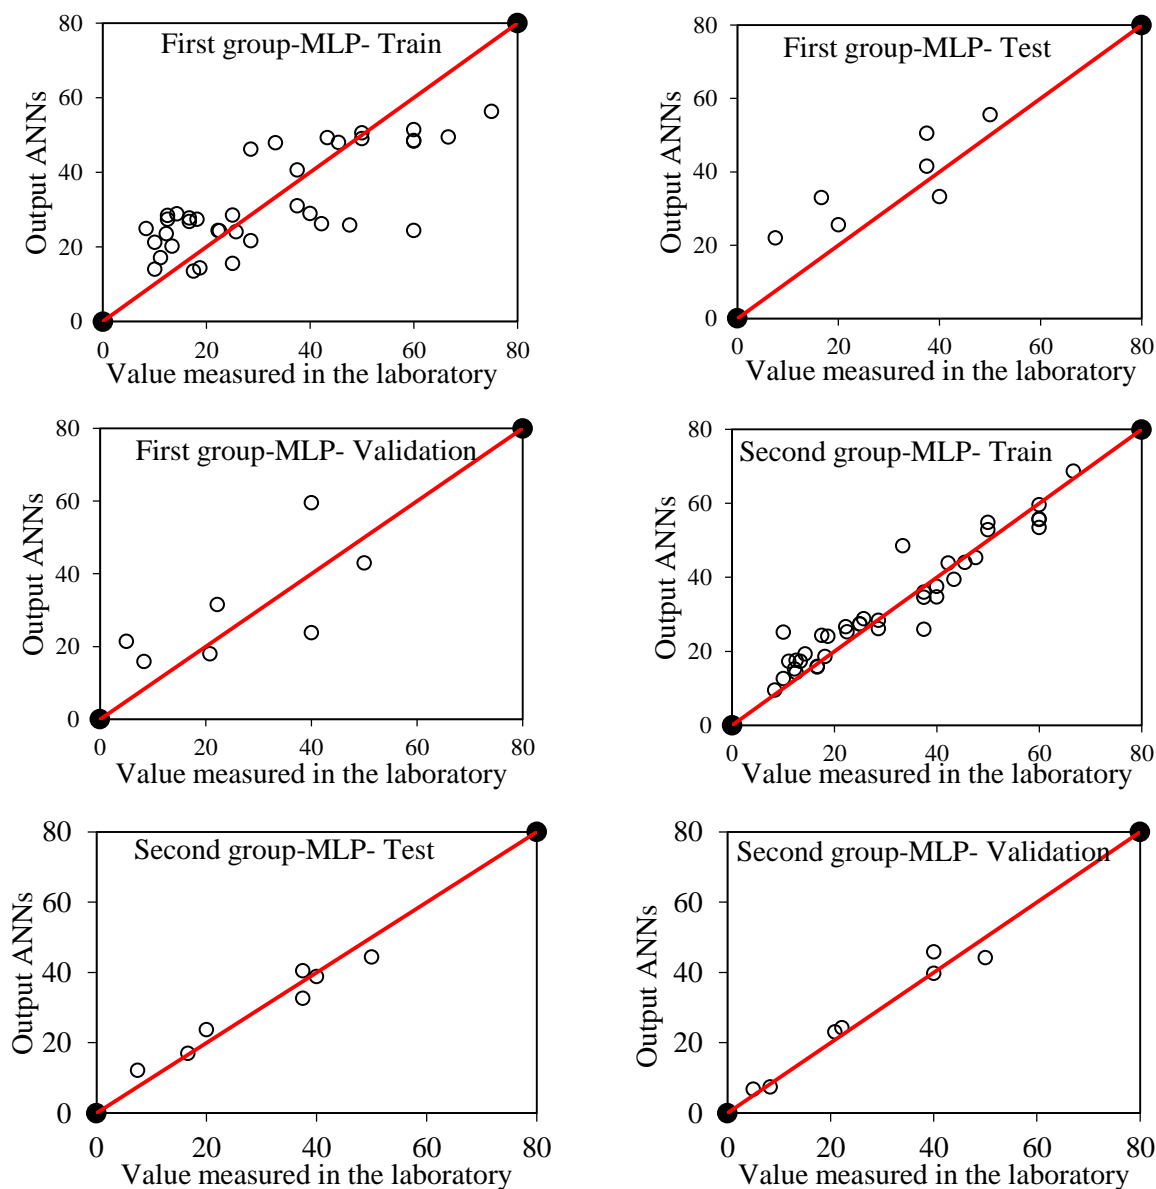 First group-MLP- Train
Output ANNs
80
60
40
20
0
0 20 40 60 80
Value measured in the laboratory
First group-MLP- Test
Output ANNs
80
60
40
20
0
0 20 40 60 80
Value measured in the laboratory
First group-MLP- Validation
Output ANNs
80
60
40
20
0
0 20 40 60 80
Value measured in the laboratory
Second group-MLP- Train
Output ANNs
80
60
40
20
0
0 20 40 60 80
Value measured in the laboratory
Second group-MLP- Test
Output ANNs
80
60
40
20
0
0 20 40 60 80
Value measured in the laboratory
Second group-MLP- Validation
Output ANNs
80
60
40
20
0
0 20 40 60 80
Value measured in the laboratory